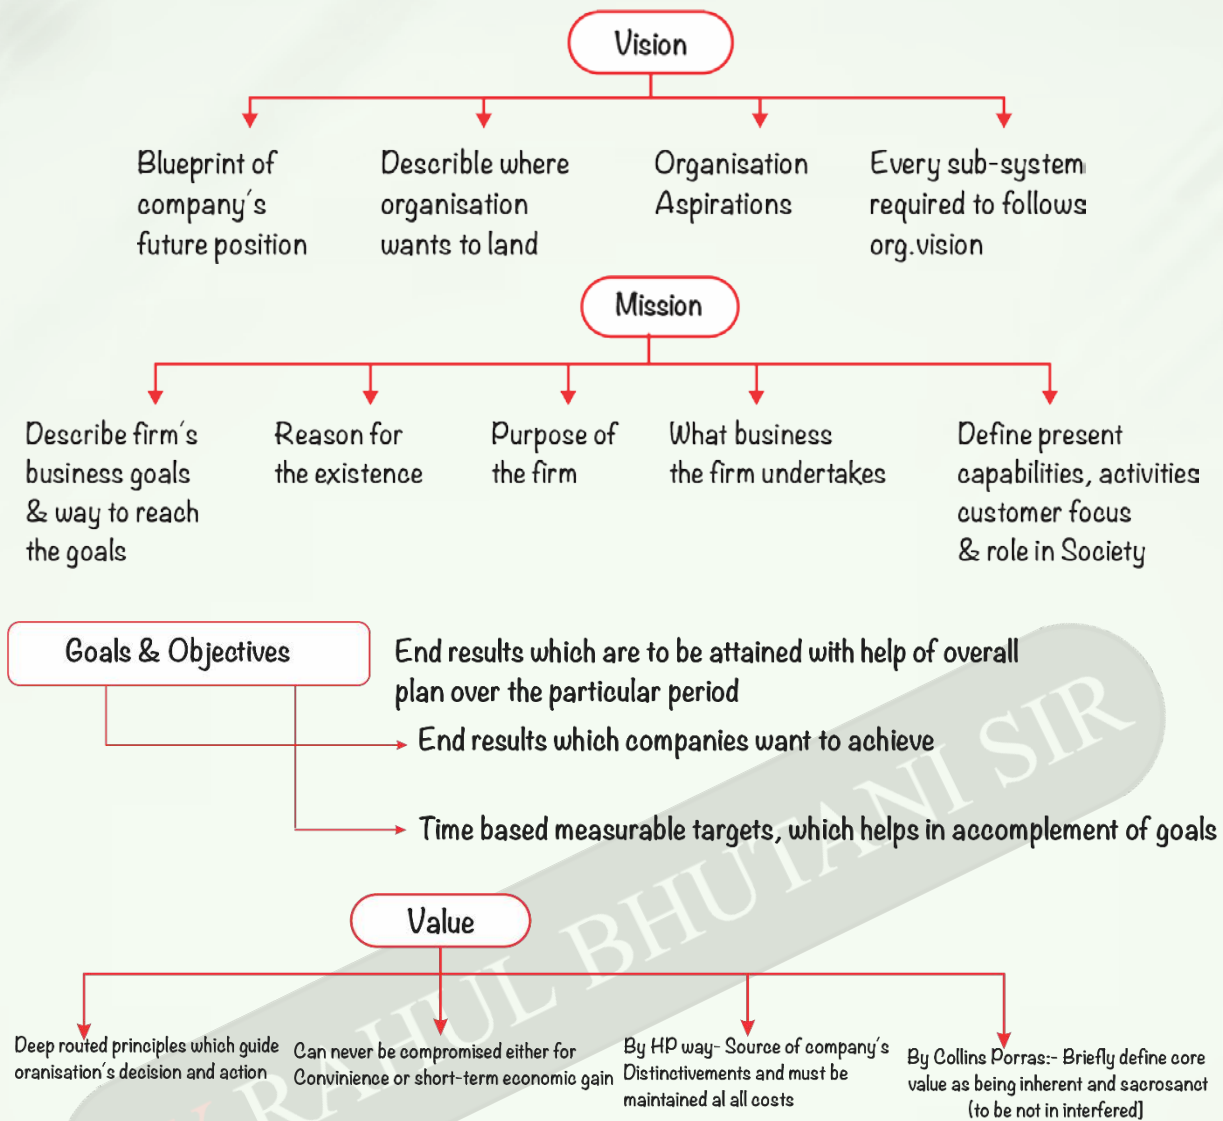 Vision
Blueprint of
company's
future position
Describle where
organisation
wants to land
Organisation
Aspirations
Every sub-system
required to follows
org.vision
Mission
Describe firm's
business goals
& way to reach
the goals
Reason for
the existence
Purpose of
the firm
What business
the firm undertakes
Define present
capabilities, activities
customer focus
& role in Society
Goals & Objectives
End results which are to be attained with help of overall
plan over the particular period
End results which companies want to achieve
Time based measurable targets, which helps in accomplement of goals
Value
Deep routed principles which guide
oranisation's decision and action
Can never be compromised either for
Convinience or short-term economic gain
By HP way- Source of company's
Distinctivements and must be
maintained al all costs
By Collins Porras:- Briefly define core
value as being inherent and sacrosanct
(to be not in interfered]
RAHUL BHUTANI SIR